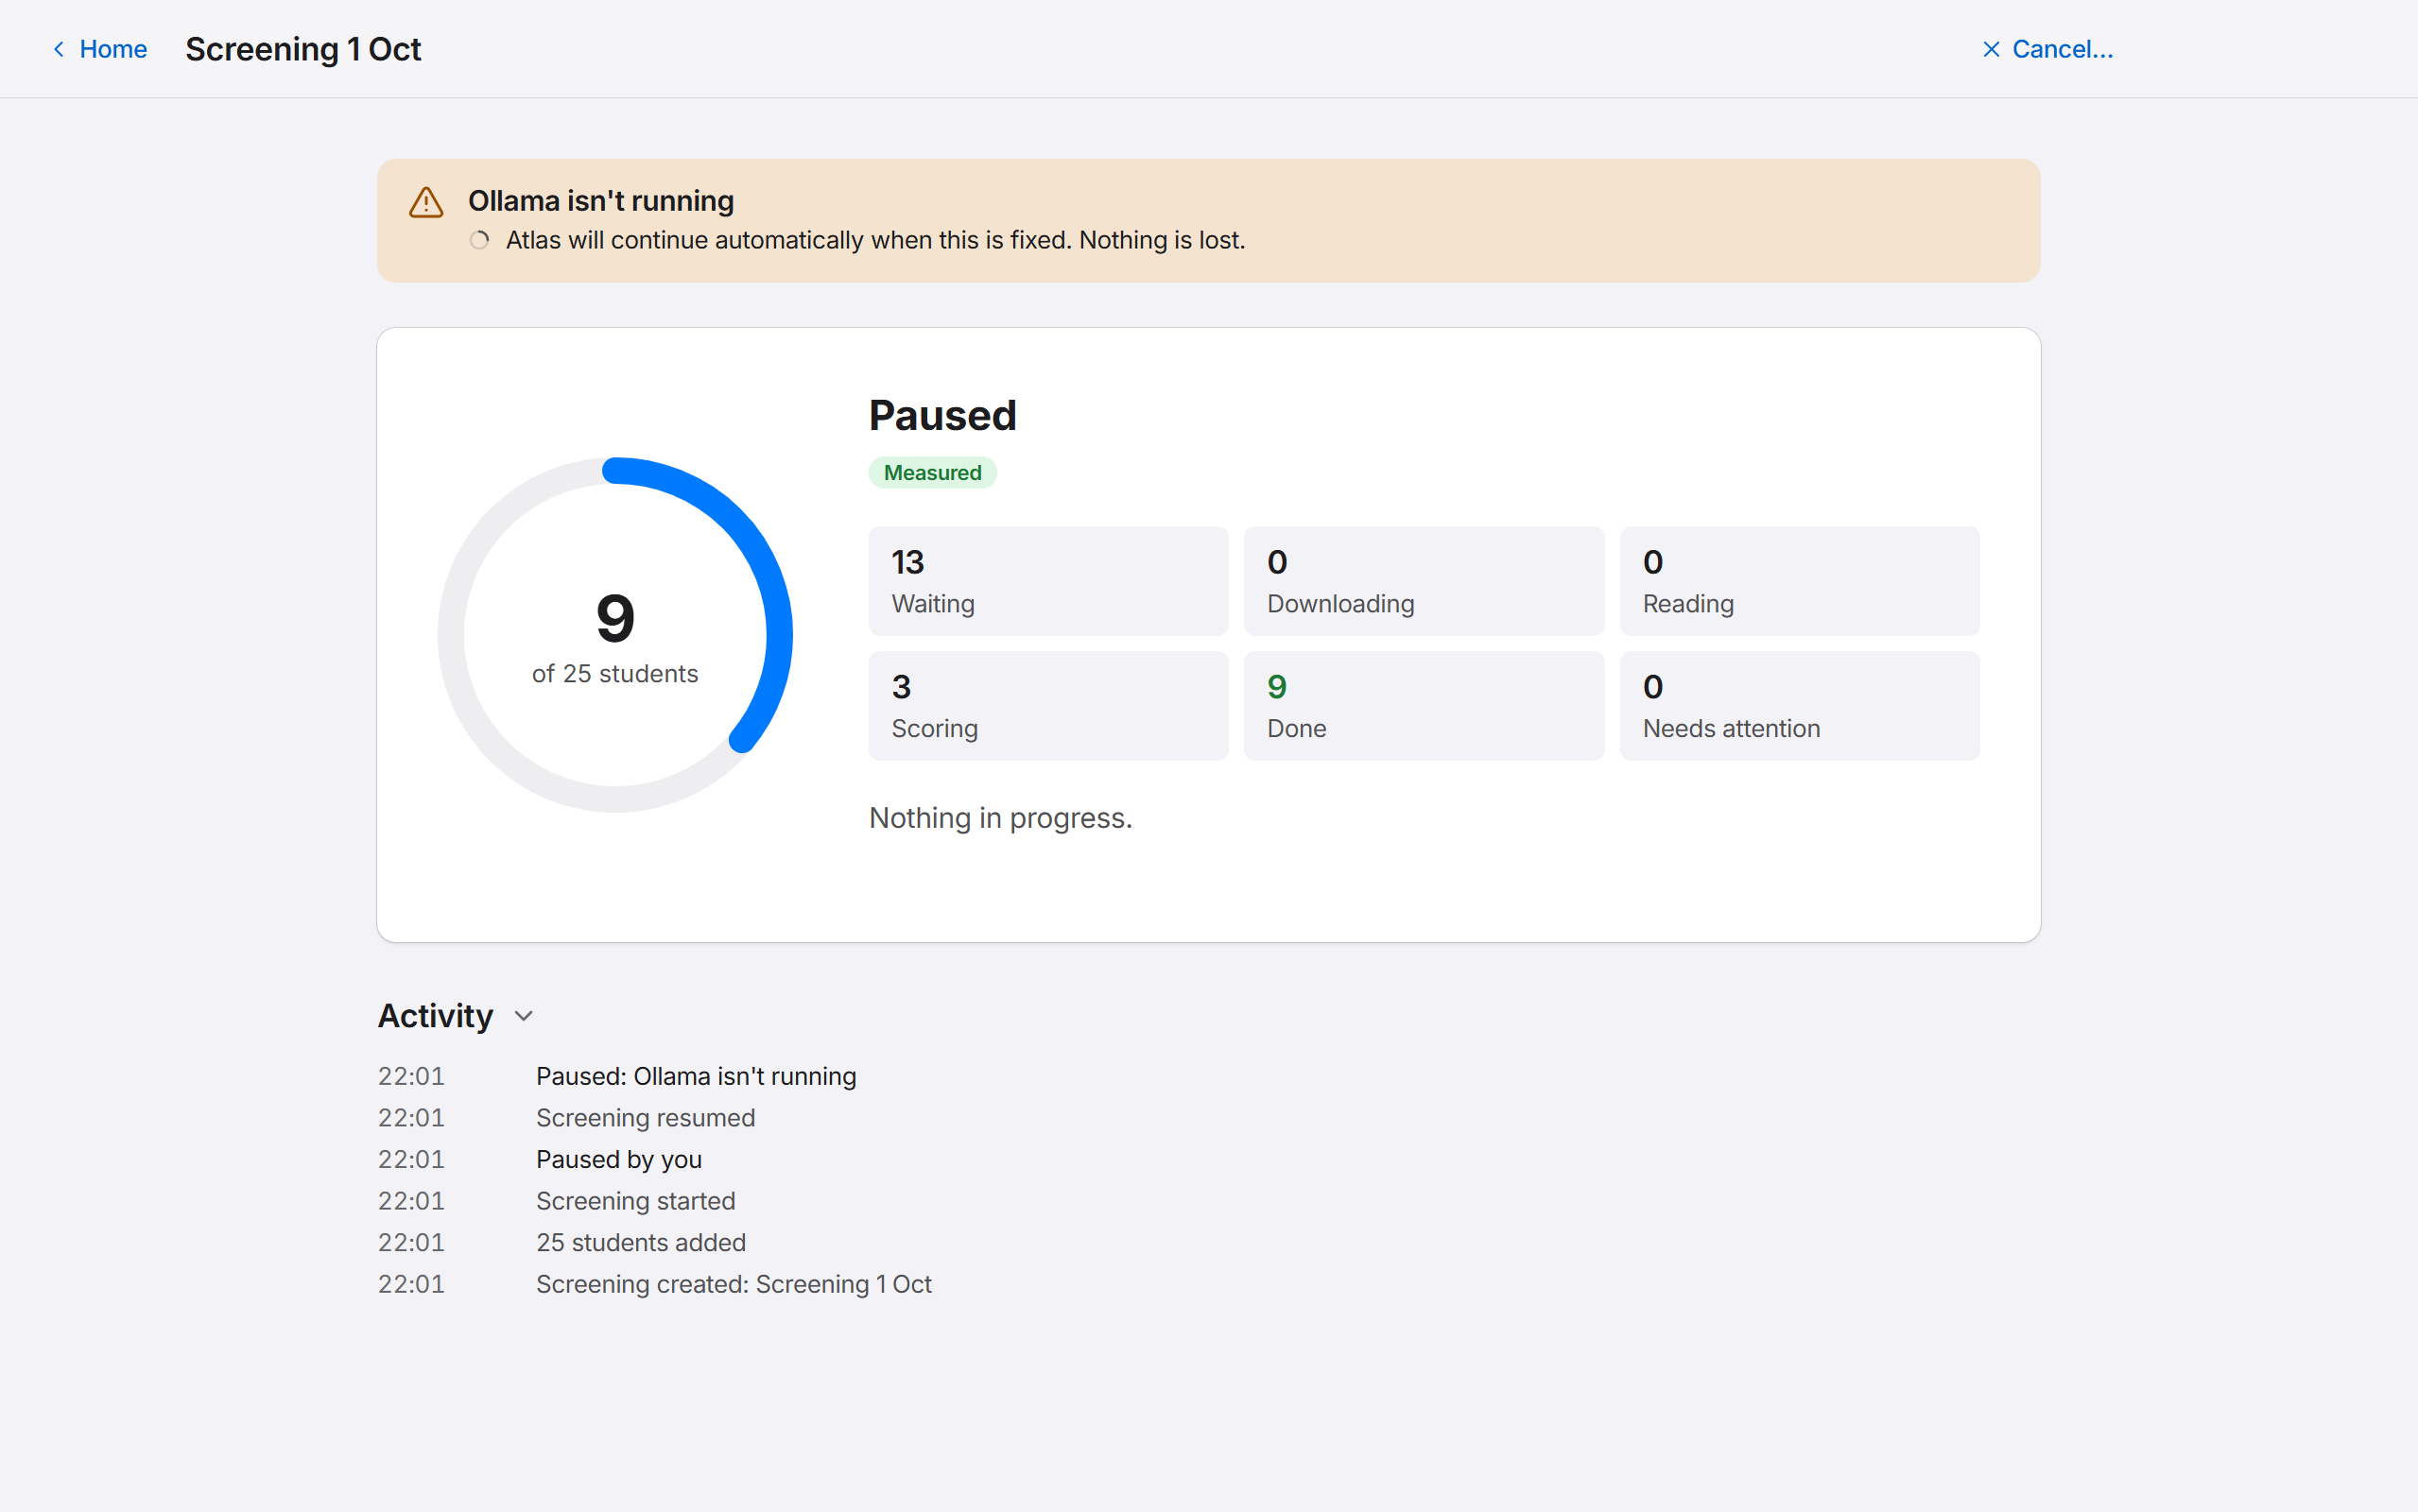 Home
Screening 1 Oct
Cancel...
Ollama isn't running
Atlas will continue automatically when this is fixed. Nothing is lost.
9
of 25 students
Paused
Measured
13
Waiting
0
Downloading
0
Reading
3
Scoring
9
Done
0
Needs attention
Nothing in progress.
Activity
22:01 Paused: Ollama isn't running
22:01 Screening resumed
22:01 Paused by you
22:01 Screening started
22:01 25 students added
22:01 Screening created: Screening 1 Oct